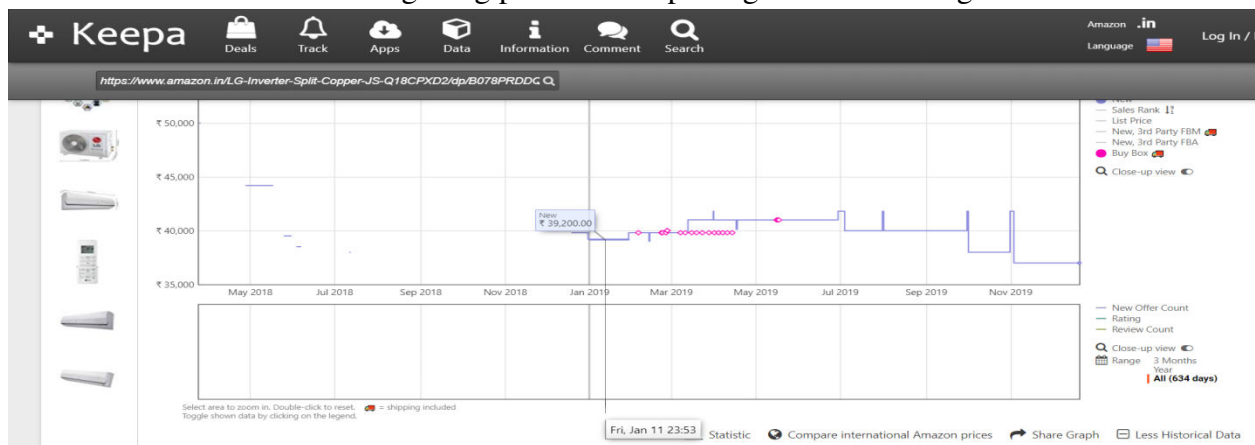 Keepa
Deals
Track
Apps
Data
Information
Comment
Search
Amazon .in
Language
Log In /
https://www.amazon.in/LG-Inverter-Split-Copper-JS-Q18CPXD2/dp/B078PRDDG
New
Sales Rank
List Price
New, 3rd Party FBM
New, 3rd Party FBA
Buy Box
Close-up view
₹ 50,000
₹ 45,000
₹ 40,000
₹ 35,000
New
₹ 39,200.00
May 2018 Jul 2018 Sep 2018 Nov 2018 Jan 2019 Mar 2019 May 2019 Jul 2019 Sep 2019 Nov 2019
New Offer Count
Rating
Review Count
Close-up view
Range 3 Months
Year
All (634 days)
Select area to zoom in. Double-click to reset. = shipping included
Toggle shown data by clicking on the legend.
Fri, Jan 11 23:53
Statistic Compare international Amazon prices Share Graph Less Historical Data